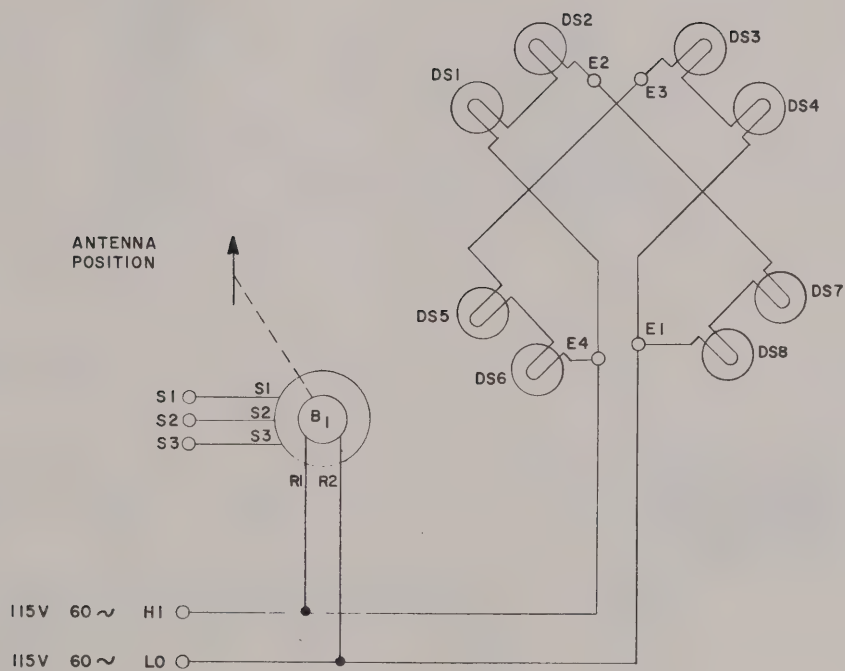 DS2
DS3
E2
E3
DS1
DS4
ANTENNA
POSITION
DS7
DS5
E4
E1
DS8
DS6
S1 S1
S2 S2
S3 S3
B1
R1 R2
115V 60~ HI
115V 60~ LO